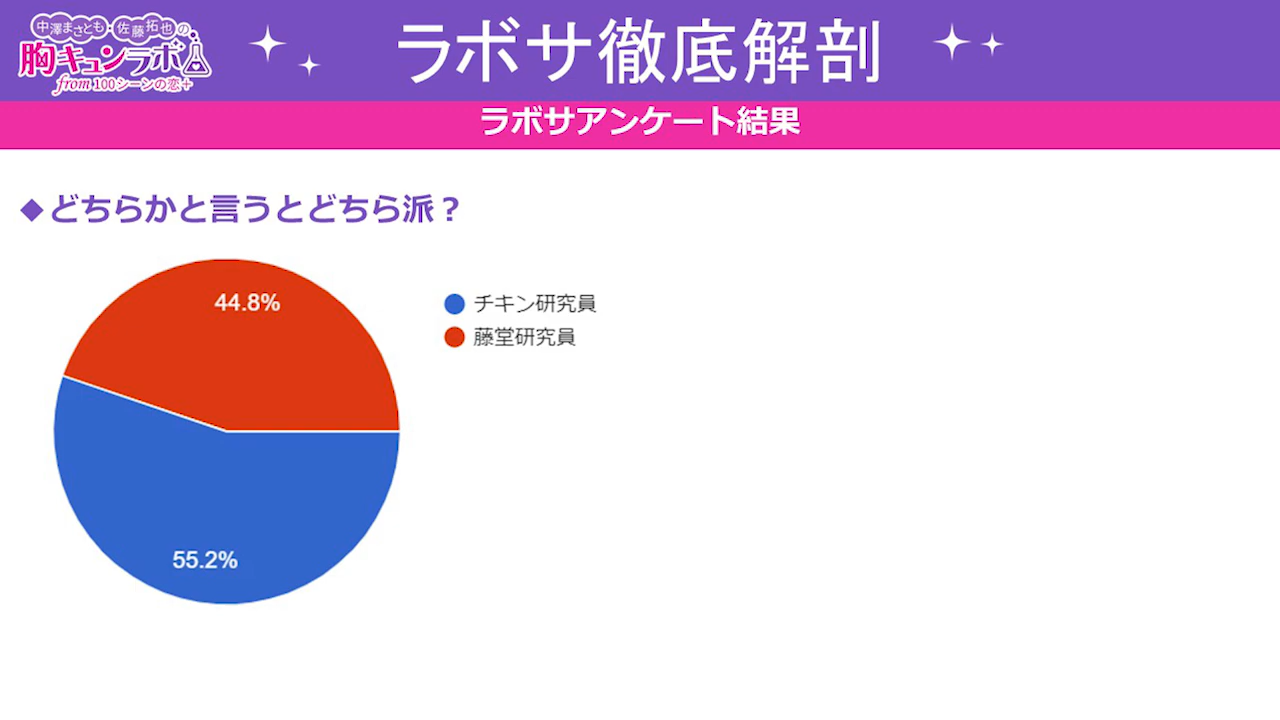 中澤まさとも・佐藤拓也の
胸キュンラボ
from 100シーンの恋+
ラボサ徹底解剖
ラボサアンケート結果
◆どちらかと言うとどちら派？
44.8%
55.2%
チキン研究員
藤堂研究員